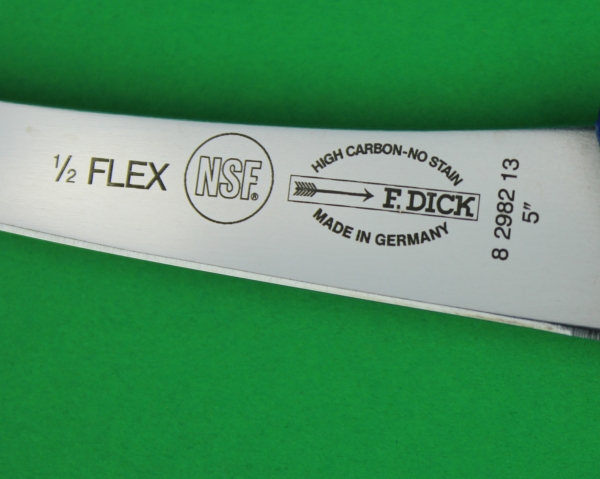 ½ FLEX
NSF®
HIGH CARBON-NO STAIN
F. DICK
MADE IN GERMANY
8 2982 13
5"